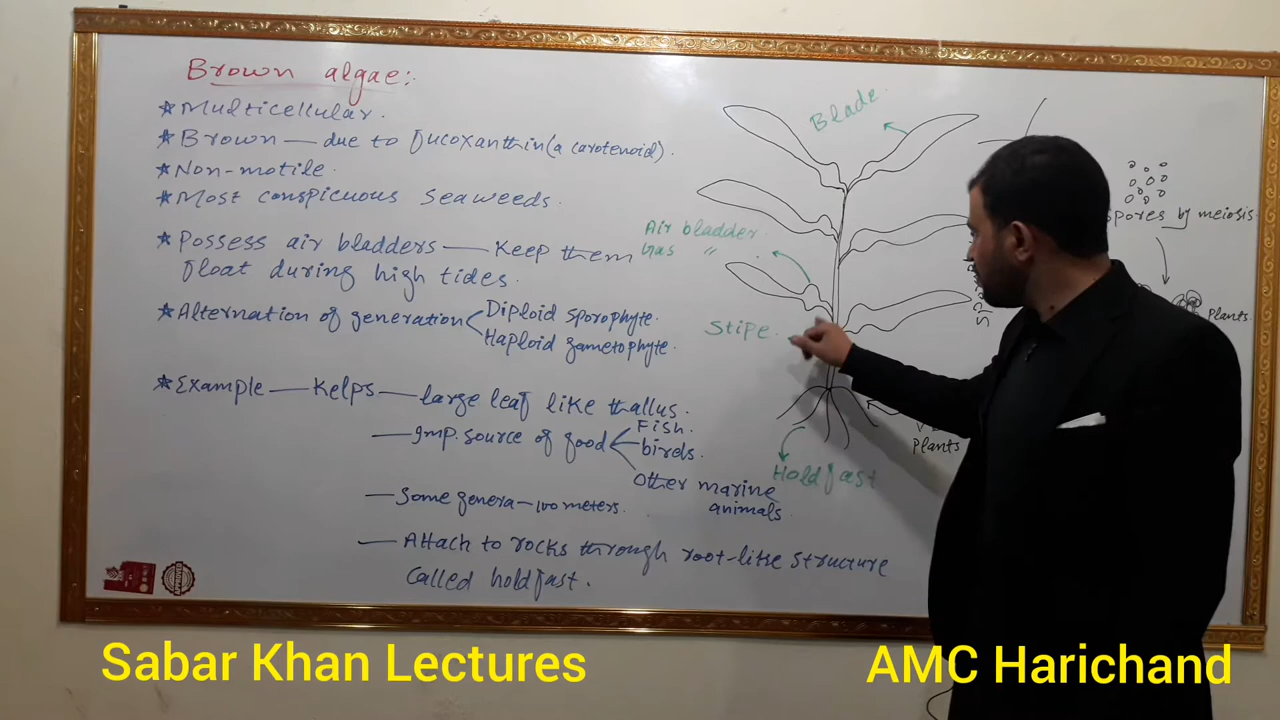 Brown algae:
* Multicellular.
* Brown — due to fucoxanthin (a carotenoid).
* Non-motile.
* Most conspicuous seaweeds.
* Possess air bladders — Keep them
float during high tides.
* Alternation of generation
Diploid sporophyte.
Haploid gametophyte.
* Example — Kelps — large leaf like thallus.
— Imp. source of food
Fish.
birds.
Other marine
animals.
— Some genera — 100 meters.
— Attach to rocks through root-like structure
Called holdfast.
Blade.
Air bladder.
Gas "
Stipe.
Holdfast
Plants
Spores by meiosis
Plants.
APPROVED
Sabar Khan Lectures
AMC Harichand